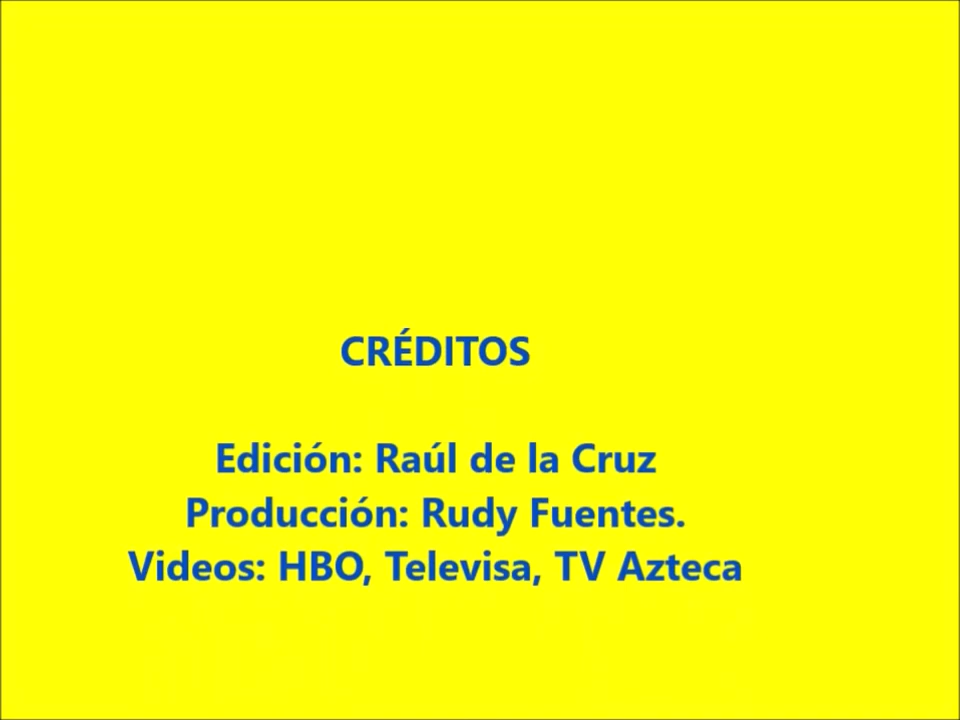 CRÉDITOS
Edición: Raúl de la Cruz
Producción: Rudy Fuentes.
Videos: HBO, Televisa, TV Azteca